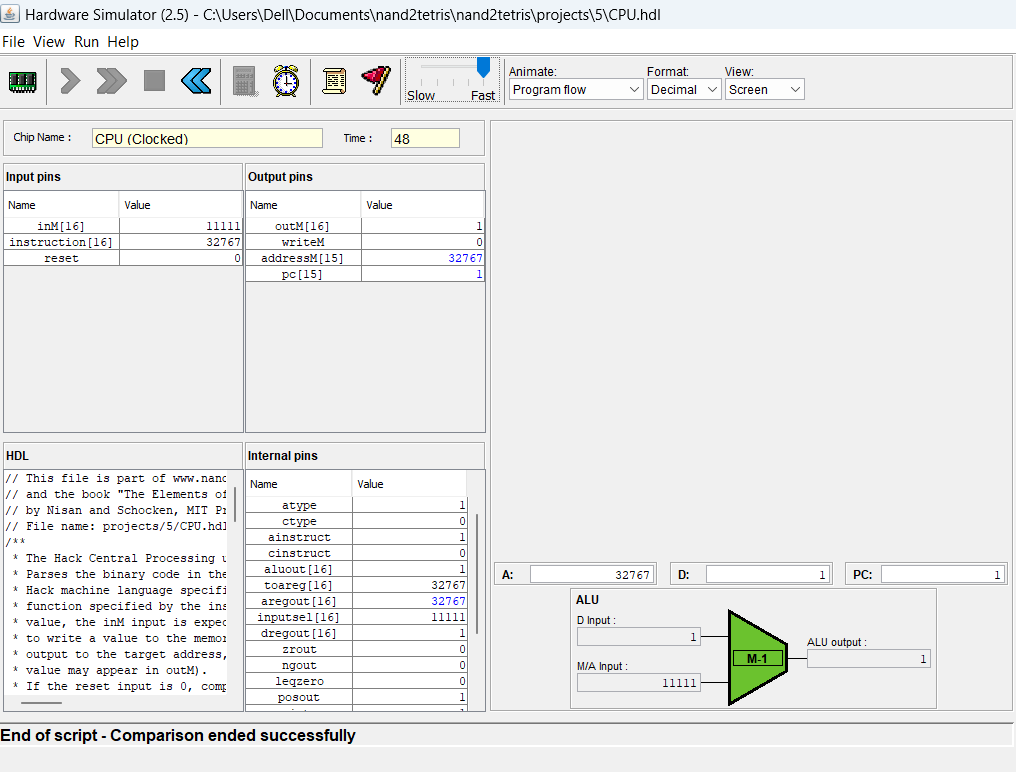 Hardware Simulator (2.5) - C:\Users\Dell\Documents\nand2tetris\nand2tetris\projects\5\CPU.hdl
File View Run Help
Slow Fast
Animate: Format: View:
Program flow Decimal Screen
Chip Name : CPU (Clocked) Time : 48
Input pins
Name Value
inM[16] 11111
instruction[16] 32767
reset 0
Output pins
Name Value
outM[16] 1
writeM 0
addressM[15] 32767
pc[15] 1
HDL
// This file is part of www.nand
// and the book "The Elements of
// by Nisan and Schocken, MIT Pr
// File name: projects/5/CPU.hdl
/**
* The Hack Central Processing u
* Parses the binary code in the
* Hack machine language specifi
* function specified by the ins
* value, the inM input is expec
* to write a value to the memor
* output to the target address,
* value may appear in outM).
* If the reset input is 0, comp
Internal pins
Name Value
atype 1
ctype 0
ainstruct 1
cinstruct 0
aluout[16] 1
toareg[16] 32767
aregout[16] 32767
inputsel[16] 11111
dregout[16] 1
zrout 0
ngout 0
leqzero 0
posout 1
A: 32767 D: 1 PC: 1
ALU
D Input :
1
M/A Input :
11111
M-1
ALU output :
1
End of script - Comparison ended successfully